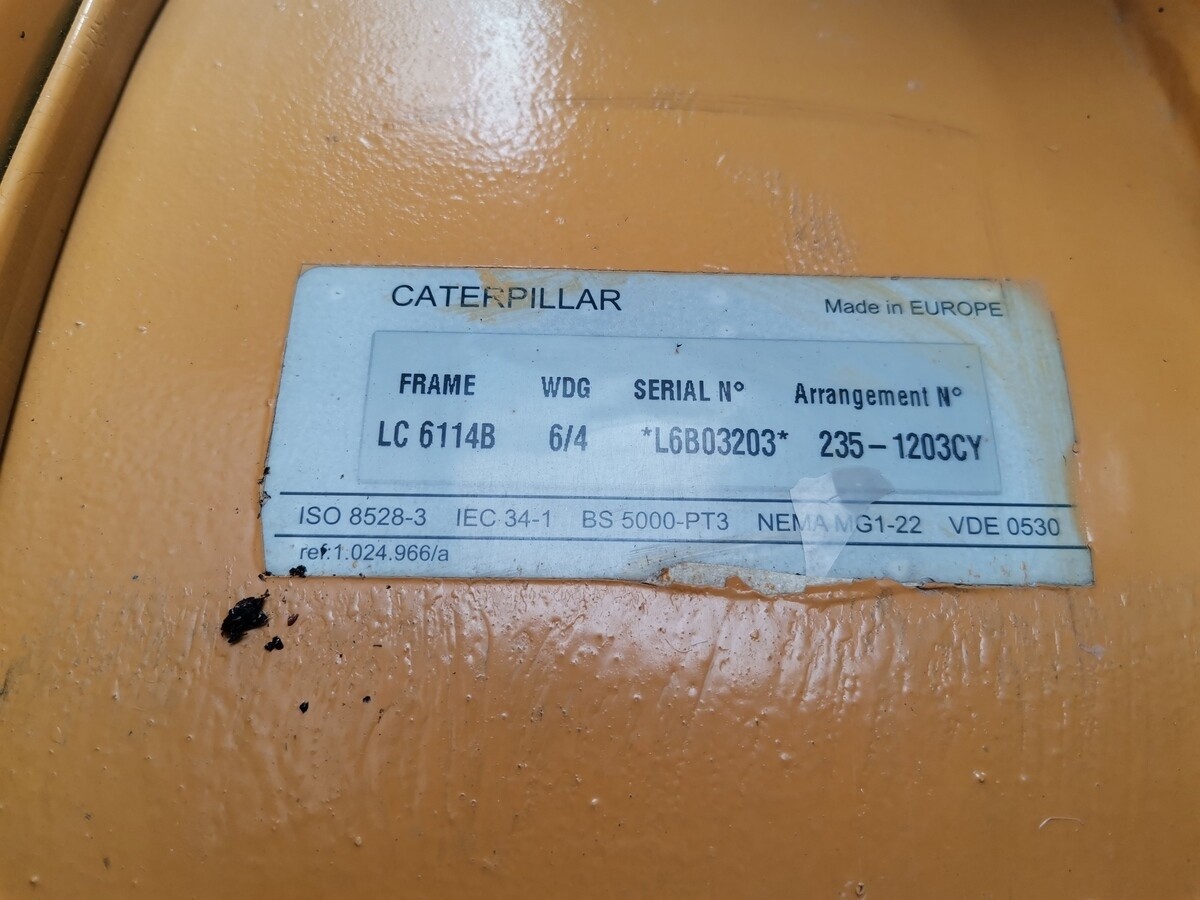 CATERPILLAR Made in EUROPE
FRAME WDG SERIAL N° Arrangement N°
LC 6114B 6/4 *L6B03203* 235-1203CY
ISO 8528-3 IEC 34-1 BS 5000-PT3 NEMA MG1-22 VDE 0530
ref:1.024.966/a